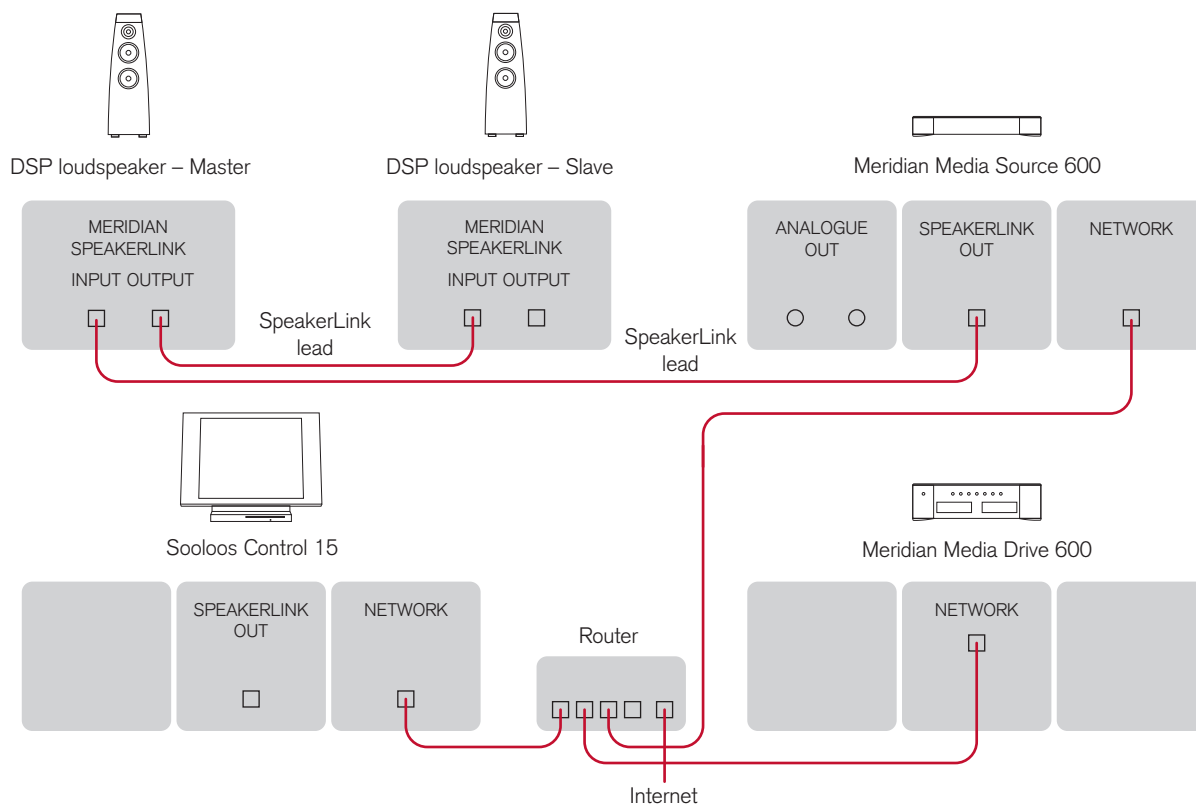 DSP loudspeaker – Master
DSP loudspeaker – Slave
Meridian Media Source 600
MERIDIAN
SPEAKERLINK
INPUT OUTPUT
MERIDIAN
SPEAKERLINK
INPUT OUTPUT
ANALOGUE
OUT
SPEAKERLINK
OUT
NETWORK
SpeakerLink
lead
SpeakerLink
lead
Sooloos Control 15
Meridian Media Drive 600
SPEAKERLINK
OUT
NETWORK
Router
NETWORK
Internet